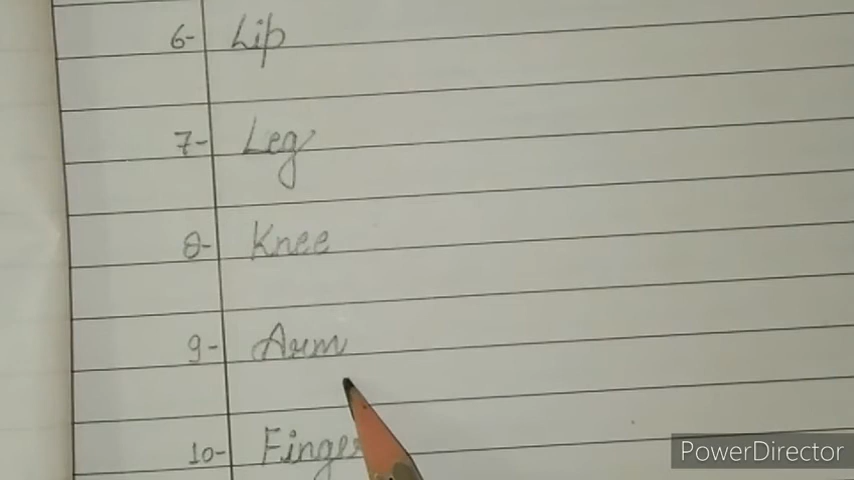 6- Lip
7- Leg
8- Knee
9- Arm
10- Finger
PowerDirector